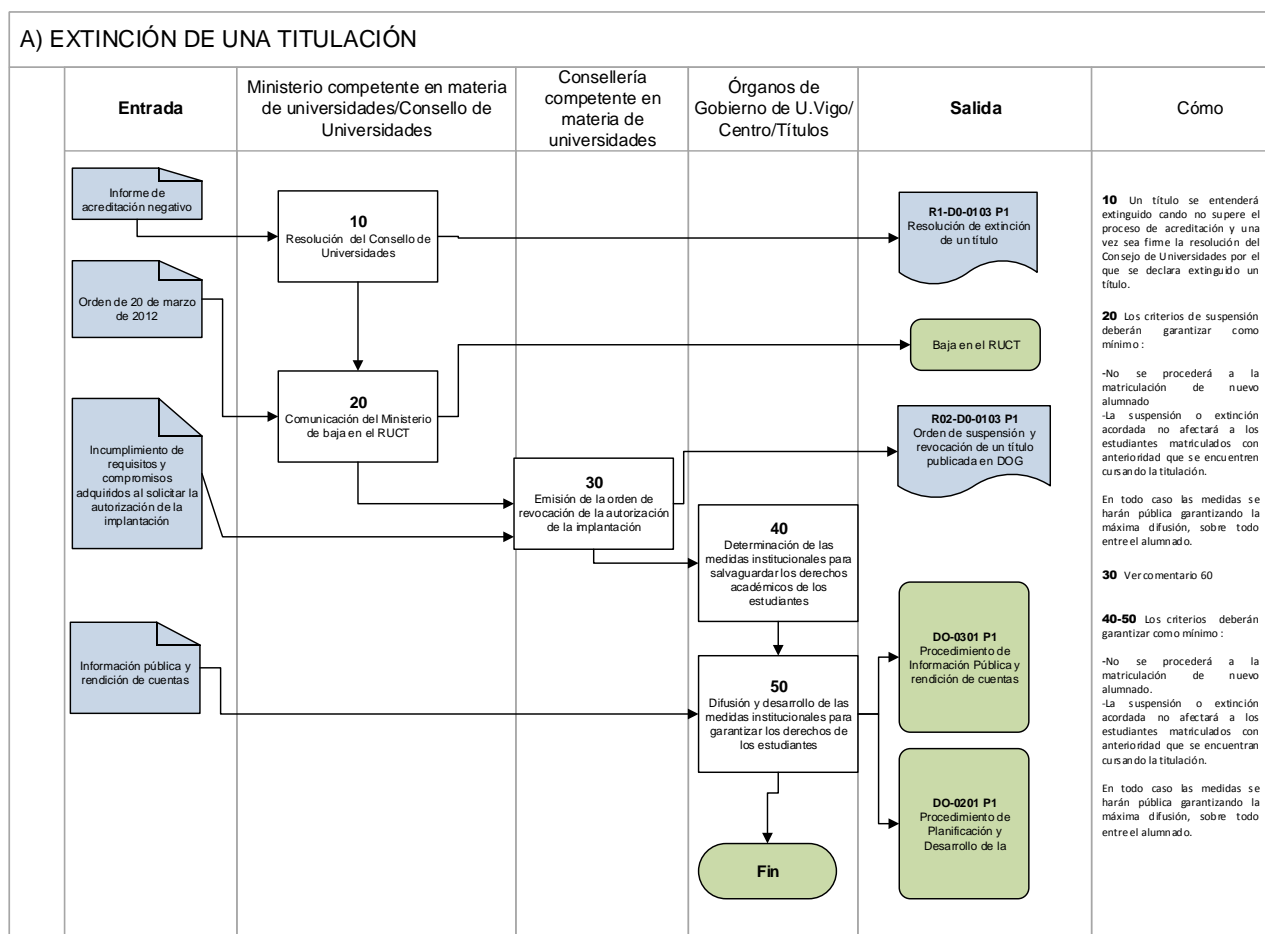 A) EXTINCIÓN DE UNA TITULACIÓN
Entrada
Ministerio competente en materia
de universidades/Consello de
Universidades
Consellería
competente en
materia de
universidades
Órganos de
Gobierno de U.Vigo/
Centro/Títulos
Salida
Cómo
Informe de
acreditación negativo
10
Resolución del Consello de
Universidades
R1-D0-0103 P1
Resolución de extinción
de un título
Orden de 20 de marzo
de 2012
Baja en el RUCT
20
Comunicación del Ministerio
de baja en el RUCT
Incumplimiento de
requisitos y
compromisos
adquiridos al solicitar la
autorización de la
implantación
R02-D0-0103 P1
Orden de suspensión y
revocación de un título
publicada en DOG
30
Emisión de la orden de
revocación de la autorización
de la implantación
40
Determinación de las
medidas institucionales para
salvaguardar los derechos
académicos de los
estudiantes
Información pública y
rendición de cuentas
50
Difusión y desarrollo de las
medidas institucionales para
garantizar los derechos de
los estudiantes
DO-0301 P1
Procedimiento de
Información Pública y
rendición de cuentas
DO-0201 P1
Procedimiento de
Planificación y
Desarrollo de la
Fin
10 Un título se entenderá
extinguido cando no supere el
proceso de acreditación y una
vez sea firme la resolución del
Consejo de Universidades por el
que se declara extinguido un
título.
20 Los criterios de suspensión
deberán garantizar como
mínimo :
-No se procederá a la
matriculación de nuevo
alumnado
-La suspensión o extinción
acordada no afectará a los
estudiantes matriculados con
anterioridad que se encuentren
cursando la titulación.
En todo caso las medidas se
harán pública garantizando la
máxima difusión, sobre todo
entre el alumnado.
30 Ver comentario 60
40-50 Los criterios deberán
garantizar como mínimo :
-No se procederá a la
matriculación de nuevo
alumnado.
-La suspensión o extinción
acordada no afectará a los
estudiantes matriculados con
anterioridad que se encuentran
cursando la titulación.
En todo caso las medidas se
harán pública garantizando la
máxima difusión, sobre todo
entre el alumnado.